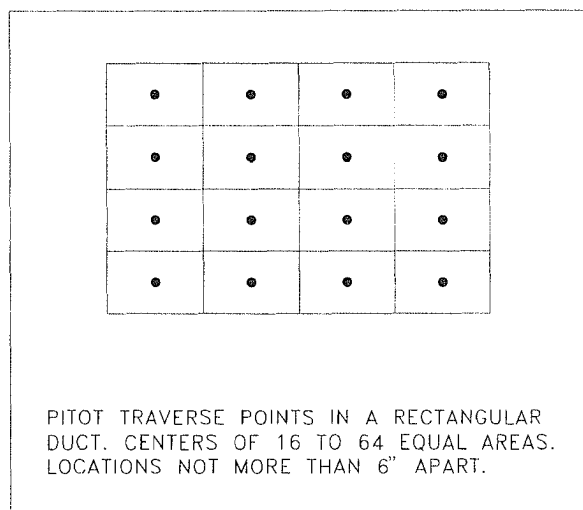 PITOT TRAVERSE POINTS IN A RECTANGULAR
DUCT. CENTERS OF 16 TO 64 EQUAL AREAS.
LOCATIONS NOT MORE THAN 6" APART.